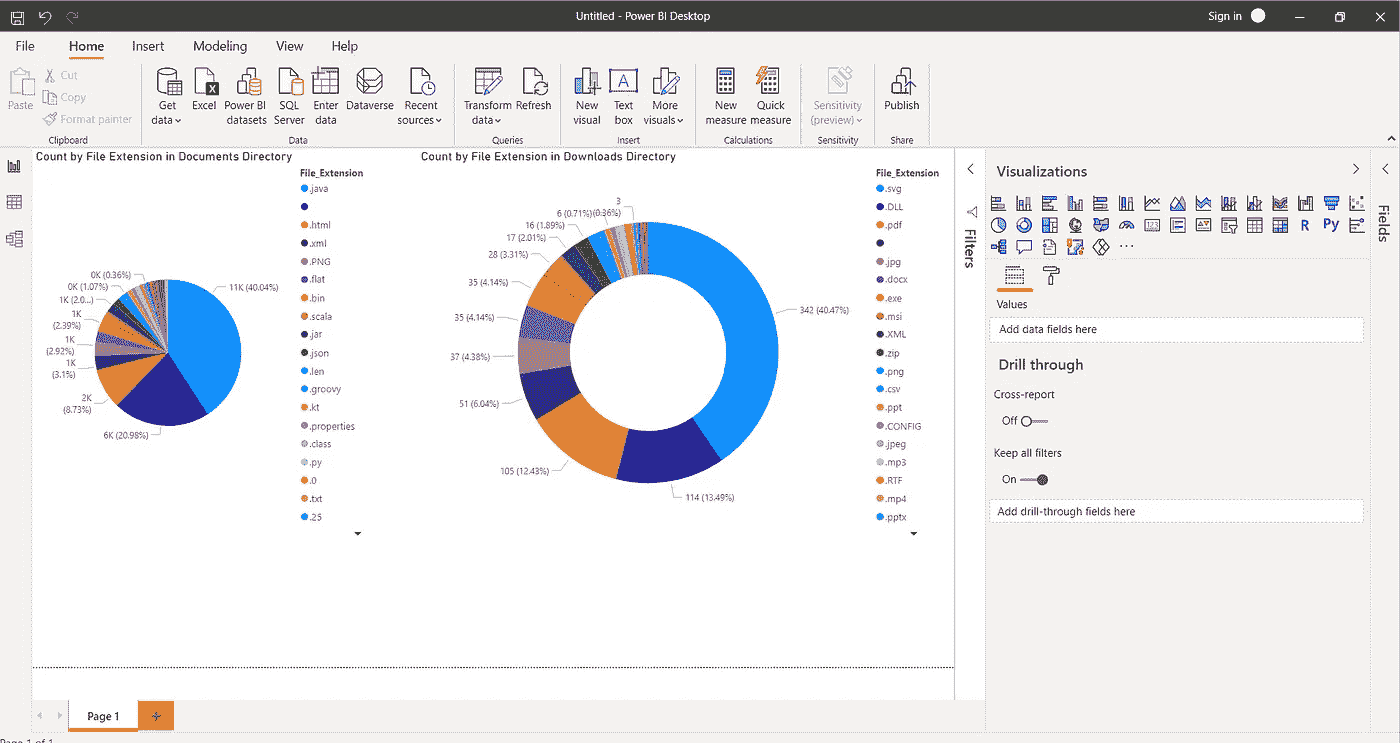 Untitled - Power BI Desktop
Sign in
File Home Insert Modeling View Help
Paste
Cut
Copy
Format painter
Clipboard
Get data
Excel
Power BI datasets
SQL Server
Enter data
Dataverse
Recent sources
Data
Transform data
Refresh
Queries
New visual
A
Text box
More visuals
Insert
New measure
Quick measure
Calculations
Sensitivity (preview)
Sensitivity
Publish
Share
Count by File Extension in Documents Directory
0K (0.36%)
0K (1.07%)
1K (2.0...)
1K
(2.39%)
1K
(2.92%)
1K
(3.1%)
2K
(8.73%)
6K (20.98%)
11K (40.04%)
File_Extension
.java
.html
.xml
.PNG
.flat
.bin
.scala
.jar
.json
.len
.groovy
.kt
.properties
.class
.py
.0
.txt
.25
Count by File Extension in Downloads Directory
3
(0.36%)
6 (0.71%)
16 (1.89%)
17 (2.01%)
28 (3.31%)
35 (4.14%)
35 (4.14%)
37 (4.38%)
51 (6.04%)
105 (12.43%)
114 (13.49%)
342 (40.47%)
File_Extension
.svg
.DLL
.pdf
.jpg
.docx
.exe
.msi
.XML
.zip
.png
.csv
.ppt
.CONFIG
.jpeg
.mp3
.RTF
.mp4
.pptx
Filters
Visualizations
R
Py
Values
Add data fields here
Drill through
Cross-report
Off
Keep all filters
On
Add drill-through fields here
Fields
Page 1
Page 1 of 1